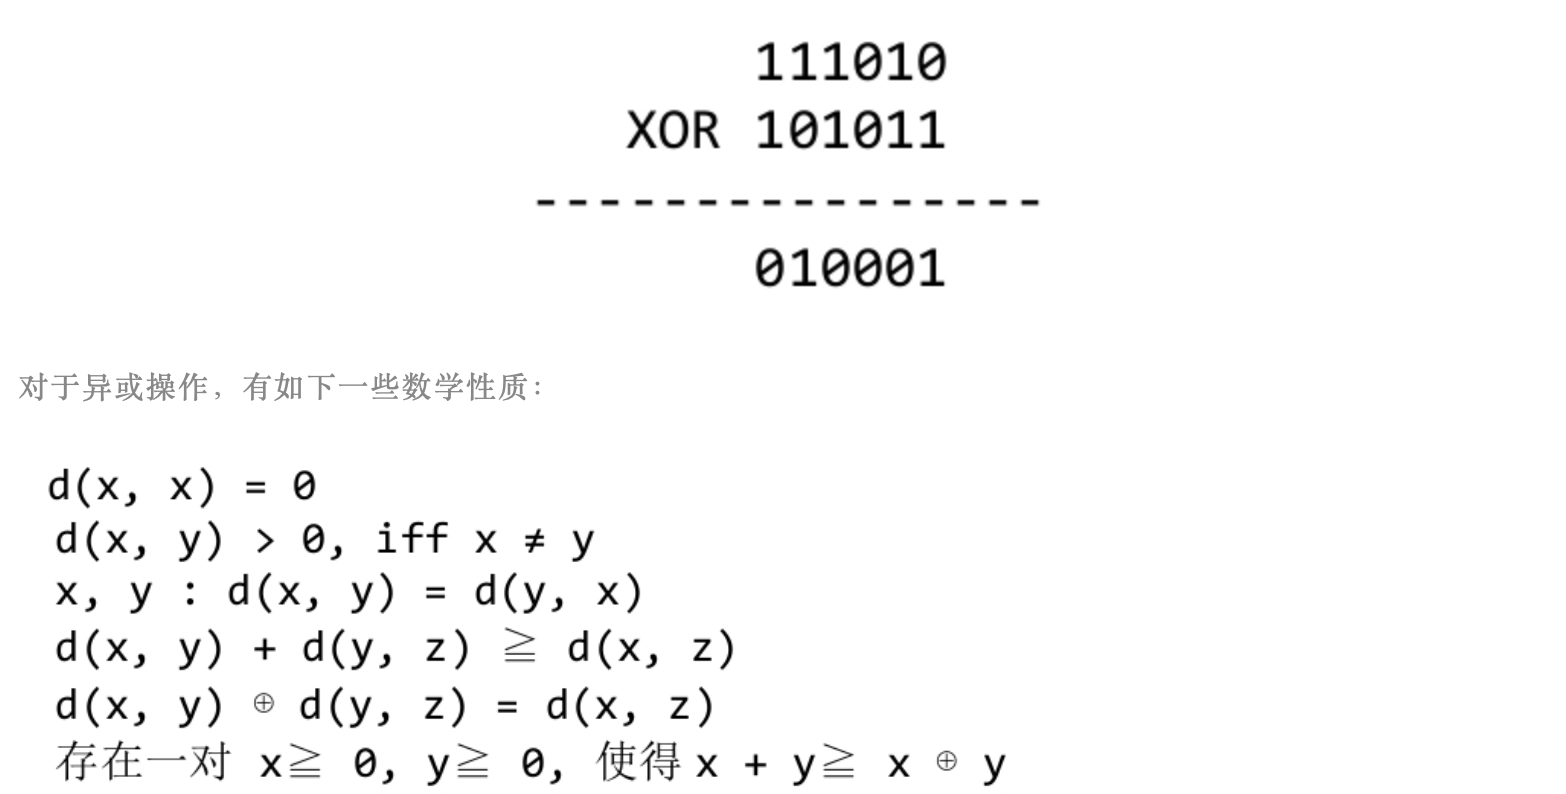 111010
XOR 101011
----------------
010001
对于异或操作，有如下一些数学性质：
d(x, x) = 0
d(x, y) > 0, iff x ≠ y
x, y : d(x, y) = d(y, x)
d(x, y) + d(y, z) ≧ d(x, z)
d(x, y) ⊕ d(y, z) = d(x, z)
存在一对 x≧ 0, y≧ 0, 使得 x + y≧ x ⊕ y